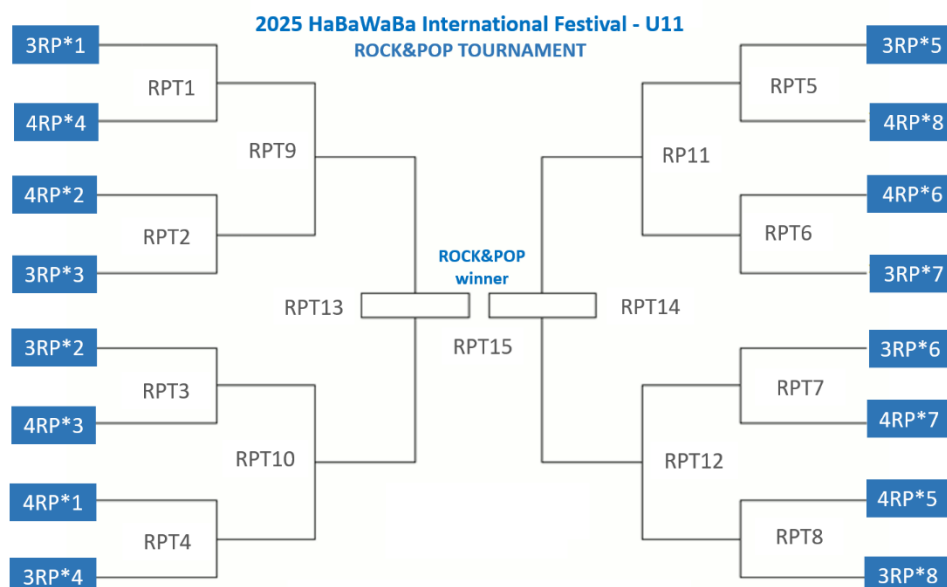 2025 HaBaWaBa International Festival - U11
ROCK&POP TOURNAMENT
3RP*1
RPT1
4RP*4
RPT9
4RP*2
RPT2
3RP*3
RPT13
3RP*2
RPT3
4RP*3
RPT10
4RP*1
RPT4
3RP*4
ROCK&POP
winner
RPT15
3RP*5
RPT5
4RP*8
RP11
4RP*6
RPT6
3RP*7
RPT14
3RP*6
RPT7
4RP*7
RPT12
4RP*5
RPT8
3RP*8